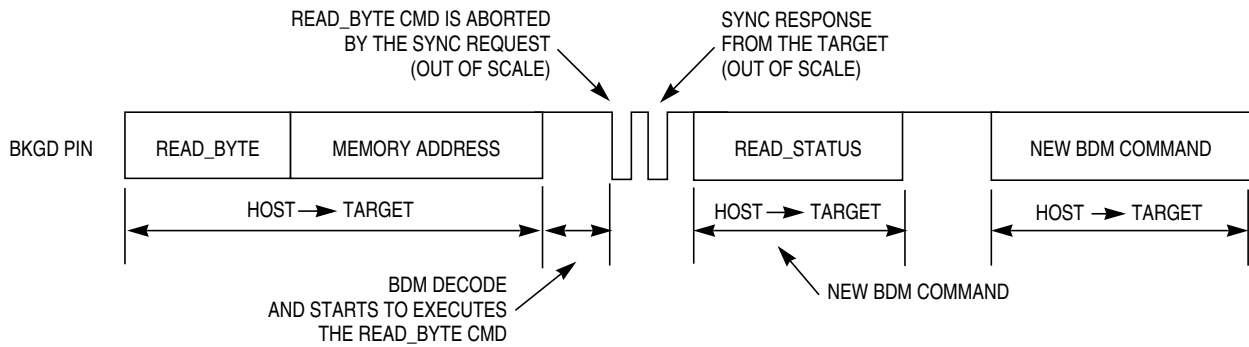 READ_BYTE CMD IS ABORTED
BY THE SYNC REQUEST
(OUT OF SCALE)
SYNC RESPONSE
FROM THE TARGET
(OUT OF SCALE)
BKGD PIN
READ_BYTE
MEMORY ADDRESS
READ_STATUS
NEW BDM COMMAND
HOST → TARGET
HOST → TARGET
HOST → TARGET
BDM DECODE
AND STARTS TO EXECUTES
THE READ_BYTE CMD
NEW BDM COMMAND